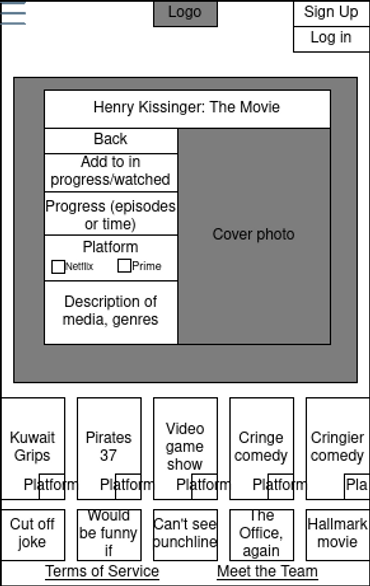 Logo
Sign Up
Log in
Henry Kissinger: The Movie
Back
Add to in
progress/watched
Progress (episodes
or time)
Platform
Netflix
Prime
Description of
media, genres
Cover photo
Kuwait
Grips
Platform
Pirates
37
Platform
Video
game
show
Platform
Cringe
comedy
Platform
Cringier
comedy
Pla
Cut off
joke
Would
be funny
if
Can't see
punchline
The
Office,
again
Hallmark
movie
Terms of Service
Meet the Team